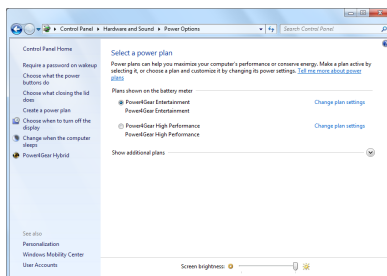 Control Panel ▸ Hardware and Sound ▸ Power Options
Search Control Panel
Control Panel Home
Require a password on wakeup
Choose what the power
buttons do
Choose what closing the lid
does
Create a power plan
Choose when to turn off the
display
Change when the computer
sleeps
Power4Gear Hybrid
See also
Personalization
Windows Mobility Center
User Accounts
Select a power plan
Power plans can help you maximize your computer's performance or conserve energy. Make a plan active by
selecting it, or choose a plan and customize it by changing its power settings. Tell me more about power
plans
Plans shown on the battery meter
Power4Gear Entertainment
Change plan settings
Power4Gear Entertainment
Power4Gear High Performance
Change plan settings
Power4Gear High Performance
Show additional plans
Screen brightness: